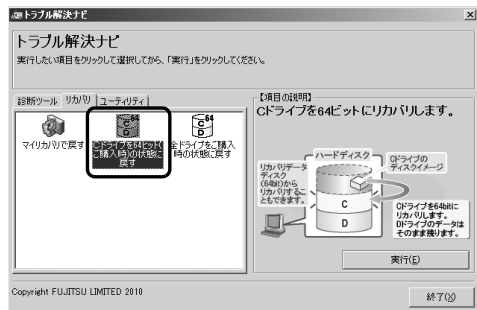 トラブル解決ナビ
トラブル解決ナビ
実行したい項目をクリックして選択してから、「実行」をクリックしてください。
診断ツール リカバリ ユーティリティ
マイリカバリで戻す
64
C
D
Cドライブを64ビット(
ご購入時)の状態に
戻す
64
C
D
全ドライブをご購入
時の状態に戻す
【項目の説明】
Cドライブを64ビットにリカバリします。
リカバリデータ
ディスク
(64bit)から
リカバリするこ
ともできます。
ハードディスク
Cドライブの
ディスクイメージ
C
D
Cドライブを64bitに
リカバリします。
Dドライブのデータは
そのまま残ります。
実行(E)
Copyright FUJITSU LIMITED 2010
終了(X)